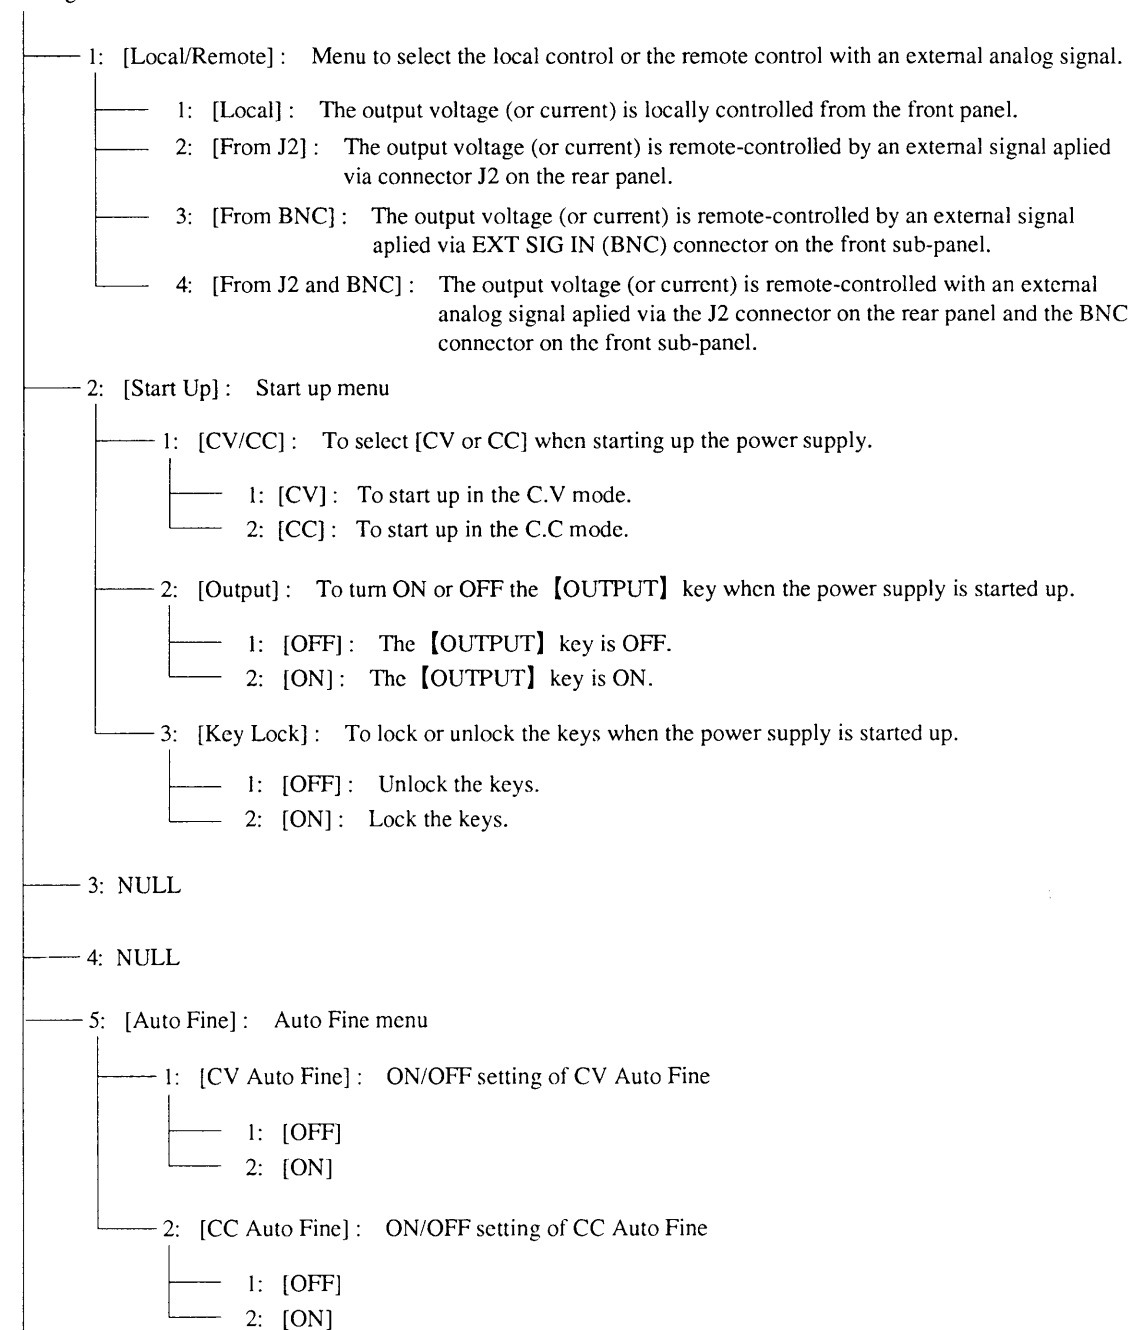 1: [Local/Remote] : Menu to select the local control or the remote control with an external analog signal.
1: [Local] : The output voltage (or current) is locally controlled from the front panel.
2: [From J2] : The output voltage (or current) is remote-controlled by an external signal aplied
via connector J2 on the rear panel.
3: [From BNC] : The output voltage (or current) is remote-controlled by an external signal
aplied via EXT SIG IN (BNC) connector on the front sub-panel.
4: [From J2 and BNC] : The output voltage (or current) is remote-controlled with an external
analog signal aplied via the J2 connector on the rear panel and the BNC
connector on the front sub-panel.
2: [Start Up] : Start up menu
1: [CV/CC] : To select [CV or CC] when starting up the power supply.
1: [CV] : To start up in the C.V mode.
2: [CC] : To start up in the C.C mode.
2: [Output] : To turn ON or OFF the 【OUTPUT】 key when the power supply is started up.
1: [OFF] : The 【OUTPUT】 key is OFF.
2: [ON] : The 【OUTPUT】 key is ON.
3: [Key Lock] : To lock or unlock the keys when the power supply is started up.
1: [OFF] : Unlock the keys.
2: [ON] : Lock the keys.
3: NULL
4: NULL
5: [Auto Fine] : Auto Fine menu
1: [CV Auto Fine] : ON/OFF setting of CV Auto Fine
1: [OFF]
2: [ON]
2: [CC Auto Fine] : ON/OFF setting of CC Auto Fine
1: [OFF]
2: [ON]